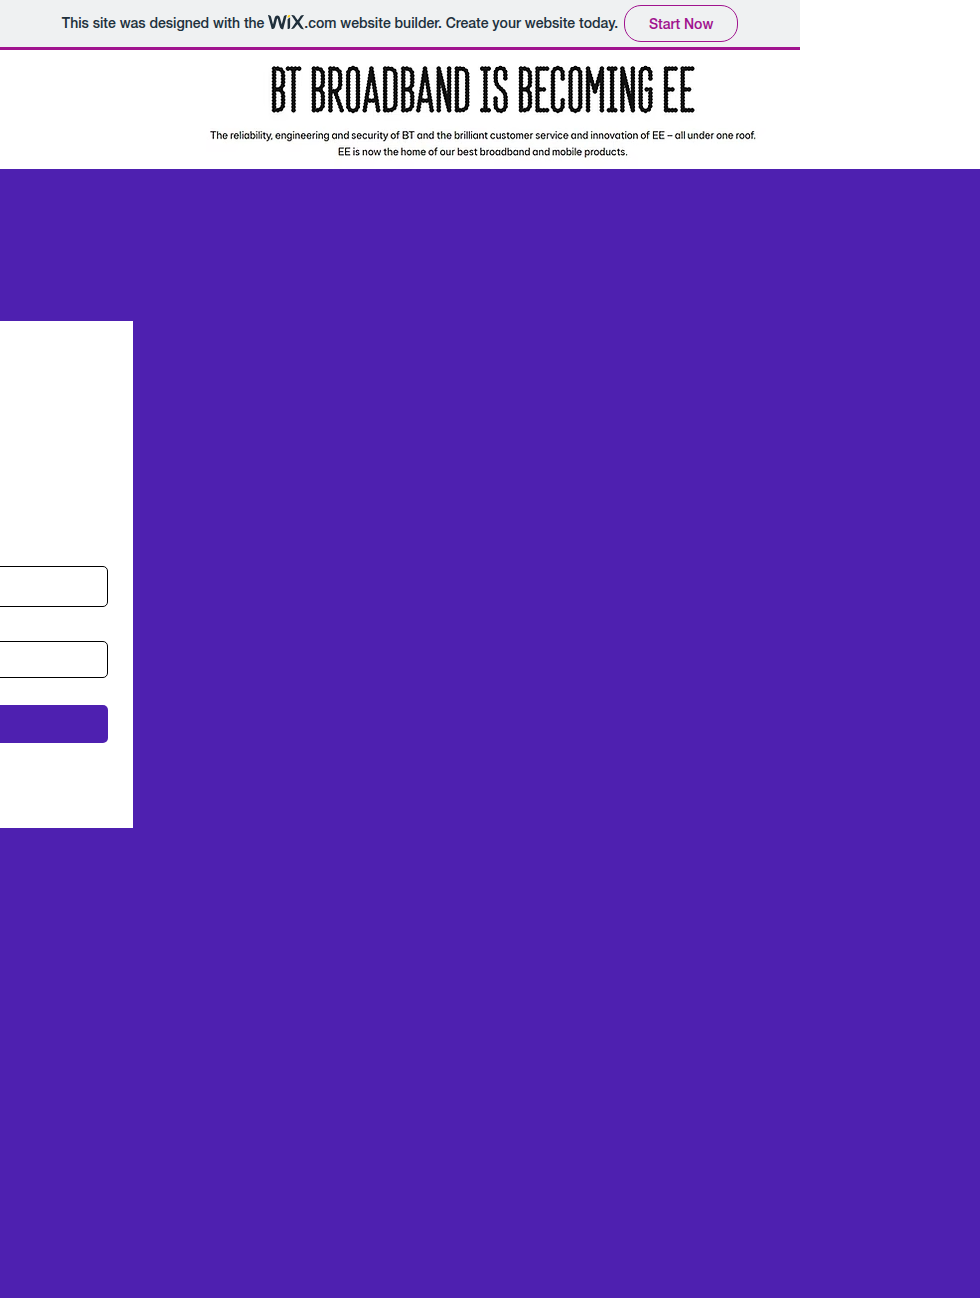 This site was designed with the WiX.com website builder. Create your website today. Start Now
BT BROADBAND IS BECOMING EE
The reliability, engineering and security of BT and the brilliant customer service and innovation of EE – all under one roof.
EE is now the home of our best broadband and mobile products.